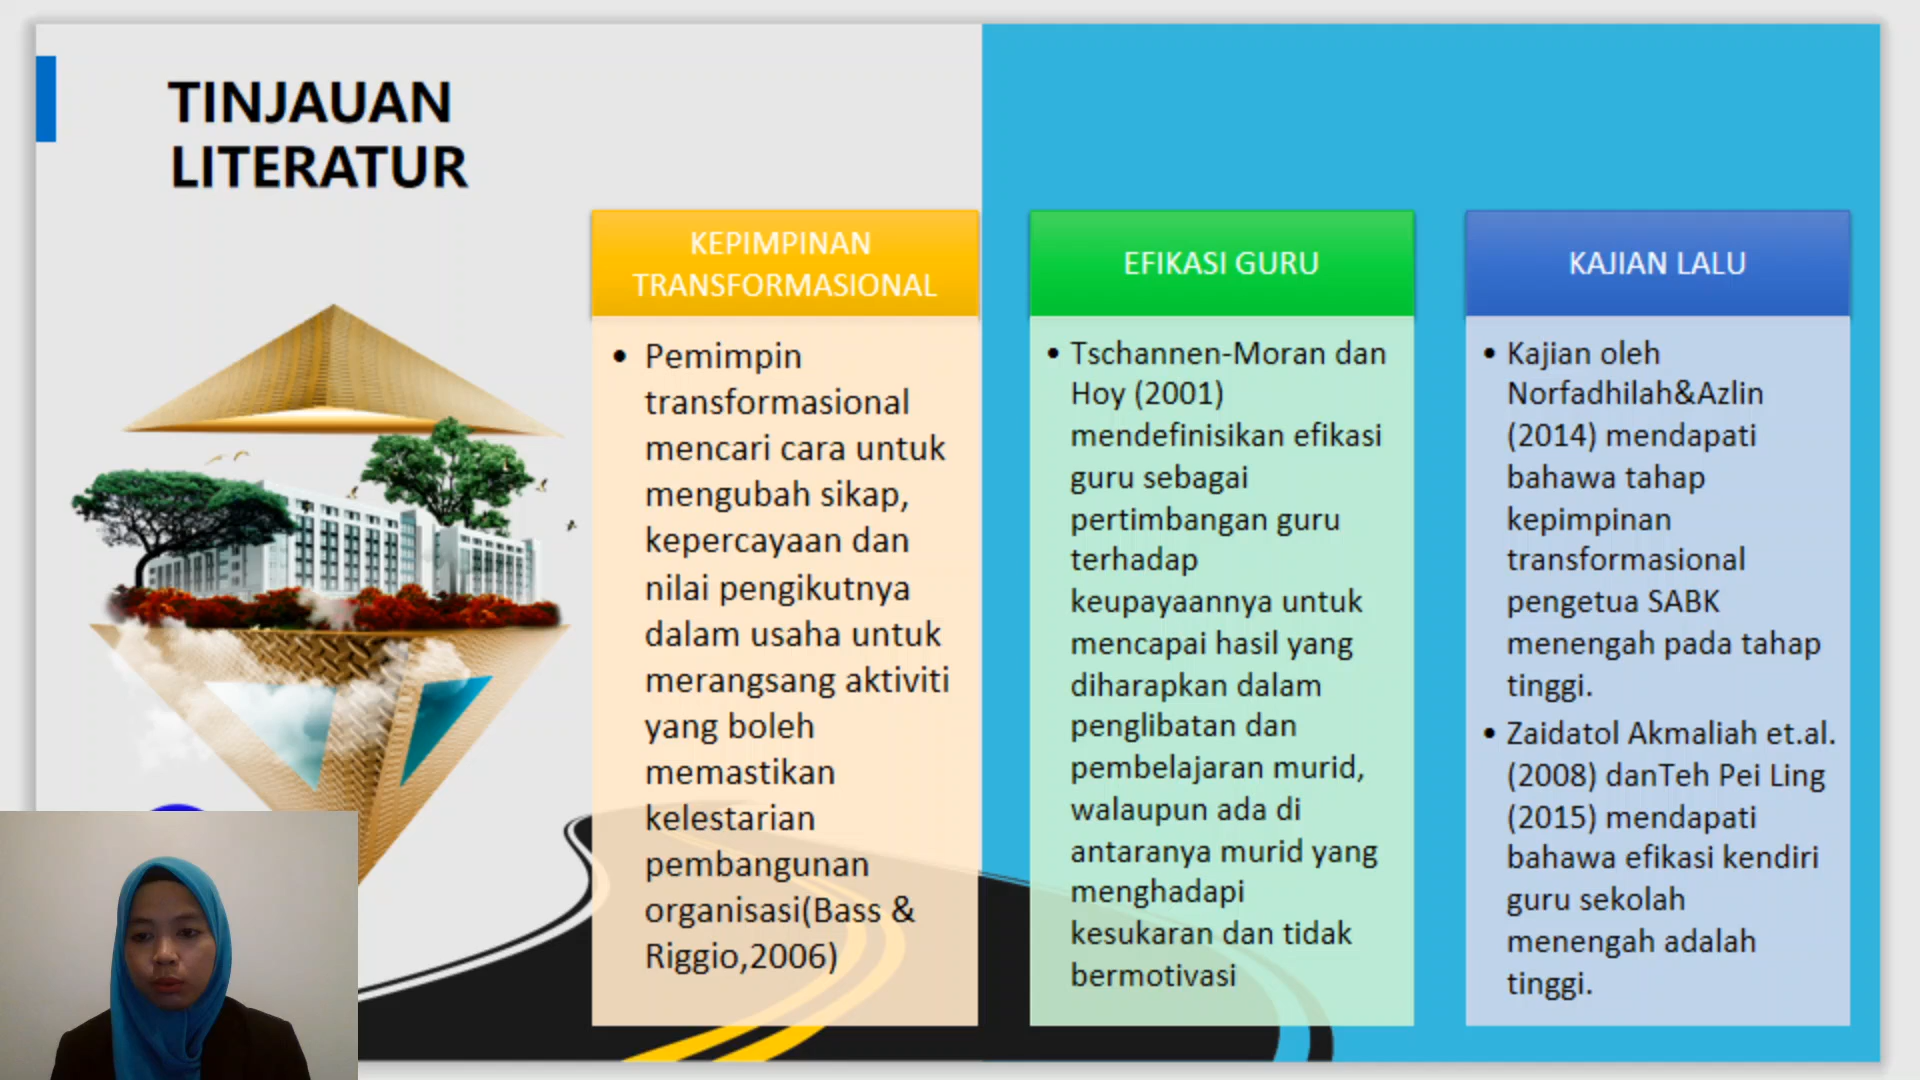 TINJAUAN
LITERATUR
KEPIMPINAN
TRANSFORMASIONAL
• Pemimpin
transformasional
mencari cara untuk
mengubah sikap,
kepercayaan dan
nilai pengikutnya
dalam usaha untuk
merangsang aktiviti
yang boleh
memastikan
kelestarian
pembangunan
organisasi(Bass &
Riggio,2006)
EFIKASI GURU
• Tschannen-Moran dan
Hoy (2001)
mendefinisikan efikasi
guru sebagai
pertimbangan guru
terhadap
keupayaannya untuk
mencapai hasil yang
diharapkan dalam
penglibatan dan
pembelajaran murid,
walaupun ada di
antaranya murid yang
menghadapi
kesukaran dan tidak
bermotivasi
KAJIAN LALU
• Kajian oleh
Norfadhilah&Azlin
(2014) mendapati
bahawa tahap
kepimpinan
transformasional
pengetua SABK
menengah pada tahap
tinggi.
• Zaidatol Akmaliah et.al.
(2008) danTeh Pei Ling
(2015) mendapati
bahawa efikasi kendiri
guru sekolah
menengah adalah
tinggi.